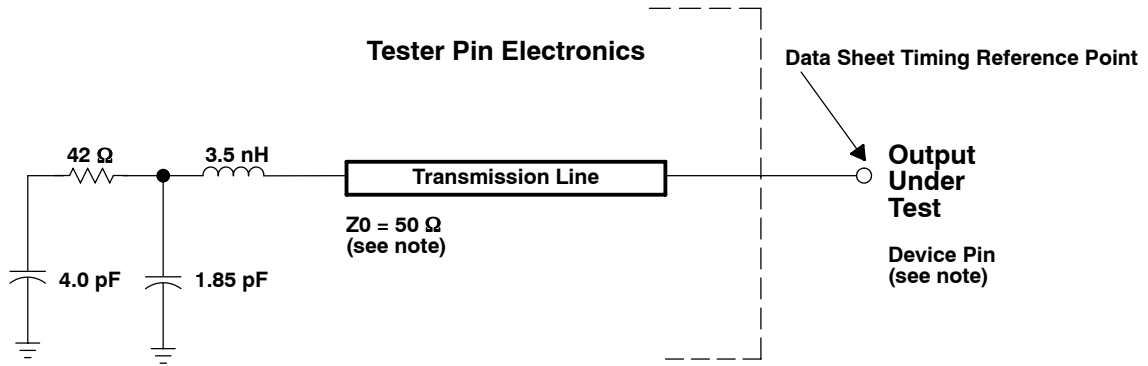 Tester Pin Electronics
Data Sheet Timing Reference Point
42 Ω
3.5 nH
Transmission Line
Output
Under
Test
Z0 = 50 Ω
(see note)
Device Pin
(see note)
4.0 pF
1.85 pF